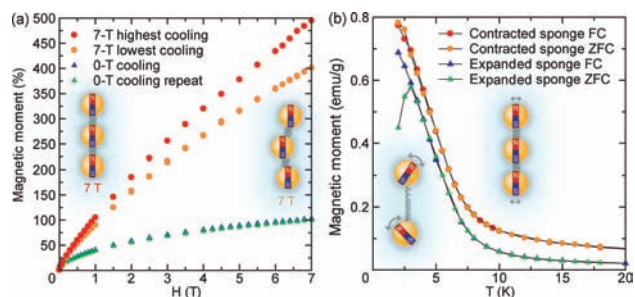 (a)
500
450
400
350
300
250
200
150
100
50
0
Magnetic moment (%)
7-T highest cooling
7-T lowest cooling
0-T cooling
0-T cooling repeat
7 T
7 T
0 1 2 3 4 5 6 7
H (T)
(b)
0.8
0.6
0.4
0.2
0
Magnetic moment (emu/g)
Contracted sponge FC
Contracted sponge ZFC
Expanded sponge FC
Expanded sponge ZFC
0 5 10 15 20
T (K)